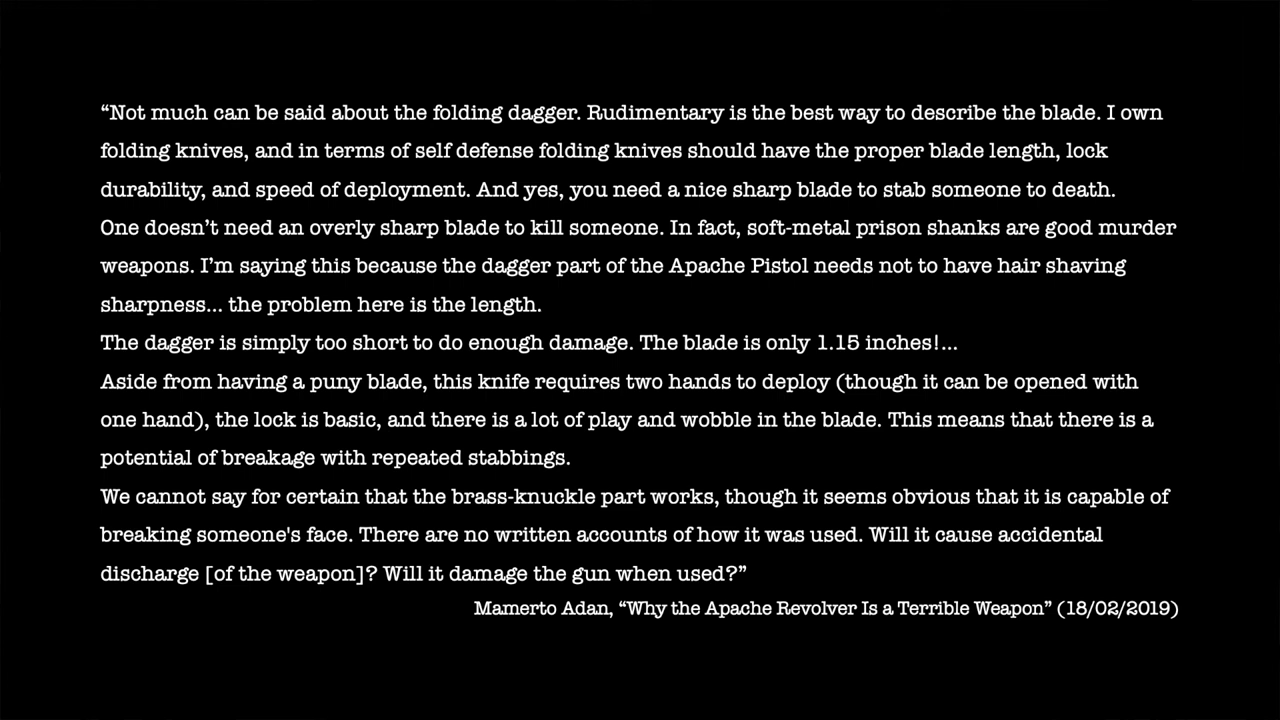 “Not much can be said about the folding dagger. Rudimentary is the best way to describe the blade. I own
folding knives, and in terms of self defense folding knives should have the proper blade length, lock
durability, and speed of deployment. And yes, you need a nice sharp blade to stab someone to death.
One doesn’t need an overly sharp blade to kill someone. In fact, soft-metal prison shanks are good murder
weapons. I’m saying this because the dagger part of the Apache Pistol needs not to have hair shaving
sharpness... the problem here is the length.
The dagger is simply too short to do enough damage. The blade is only 1.15 inches!...
Aside from having a puny blade, this knife requires two hands to deploy (though it can be opened with
one hand), the lock is basic, and there is a lot of play and wobble in the blade. This means that there is a
potential of breakage with repeated stabbings.
We cannot say for certain that the brass-knuckle part works, though it seems obvious that it is capable of
breaking someone's face. There are no written accounts of how it was used. Will it cause accidental
discharge [of the weapon]? Will it damage the gun when used?”
Mamerto Adan, “Why the Apache Revolver Is a Terrible Weapon” (18/02/2019)